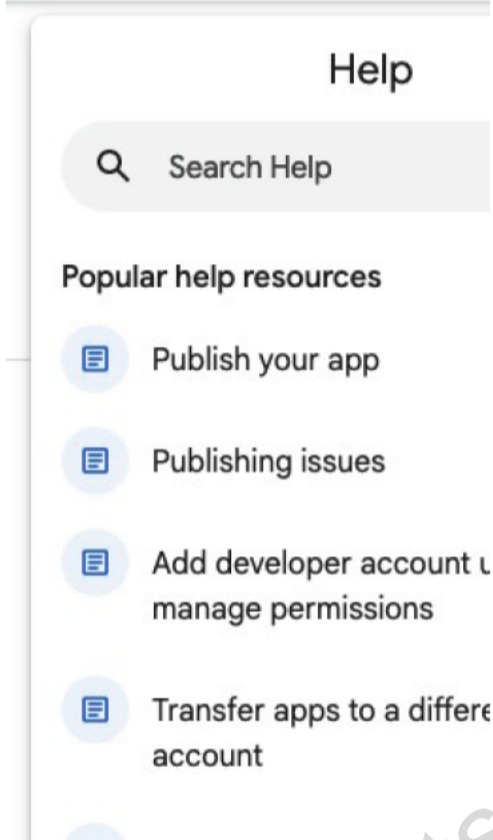 Help
Search Help
Popular help resources
Publish your app
Publishing issues
Add developer account
manage permissions
Transfer apps to a
account